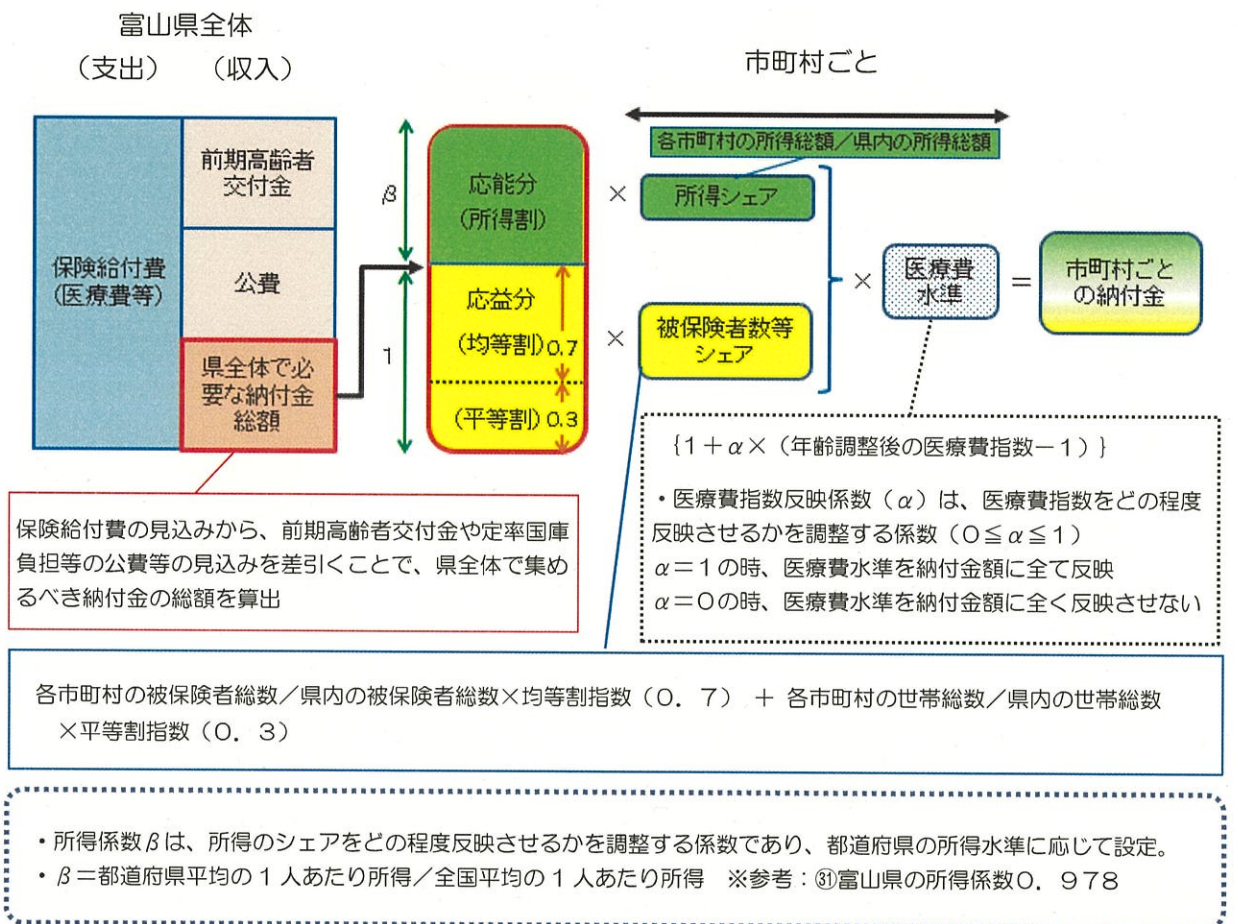 富山県全体
（支出）　（収入）
市町村ごと
各市町村の所得総額／県内の所得総額
前期高齢者
交付金
β
応能分
（所得割）
×
所得シェア
保険給付費
（医療費等）
公費
1
応益分
（均等割）0.7
×
被保険者数等
シェア
×
医療費
水準
＝
市町村ごと
の納付金
県全体で必
要な納付金
総額
（平等割）0.3
｛1＋α×（年齢調整後の医療費指数－1）｝
・医療費指数反映係数（α）は、医療費指数をどの程度
反映させるかを調整する係数（0≦α≦1）
α＝1の時、医療費水準を納付金額に全て反映
α＝0の時、医療費水準を納付金額に全く反映させない
保険給付費の見込みから、前期高齢者交付金や定率国庫
負担等の公費等の見込みを差引くことで、県全体で集め
るべき納付金の総額を算出
各市町村の被保険者総数／県内の被保険者総数×均等割指数（0．7） ＋ 各市町村の世帯総数／県内の世帯総数
×平等割指数（0．3）
・所得係数βは、所得のシェアをどの程度反映させるかを調整する係数であり、都道府県の所得水準に応じて設定。
・β＝都道府県平均の1人あたり所得／全国平均の1人あたり所得　※参考：㉛富山県の所得係数0．978